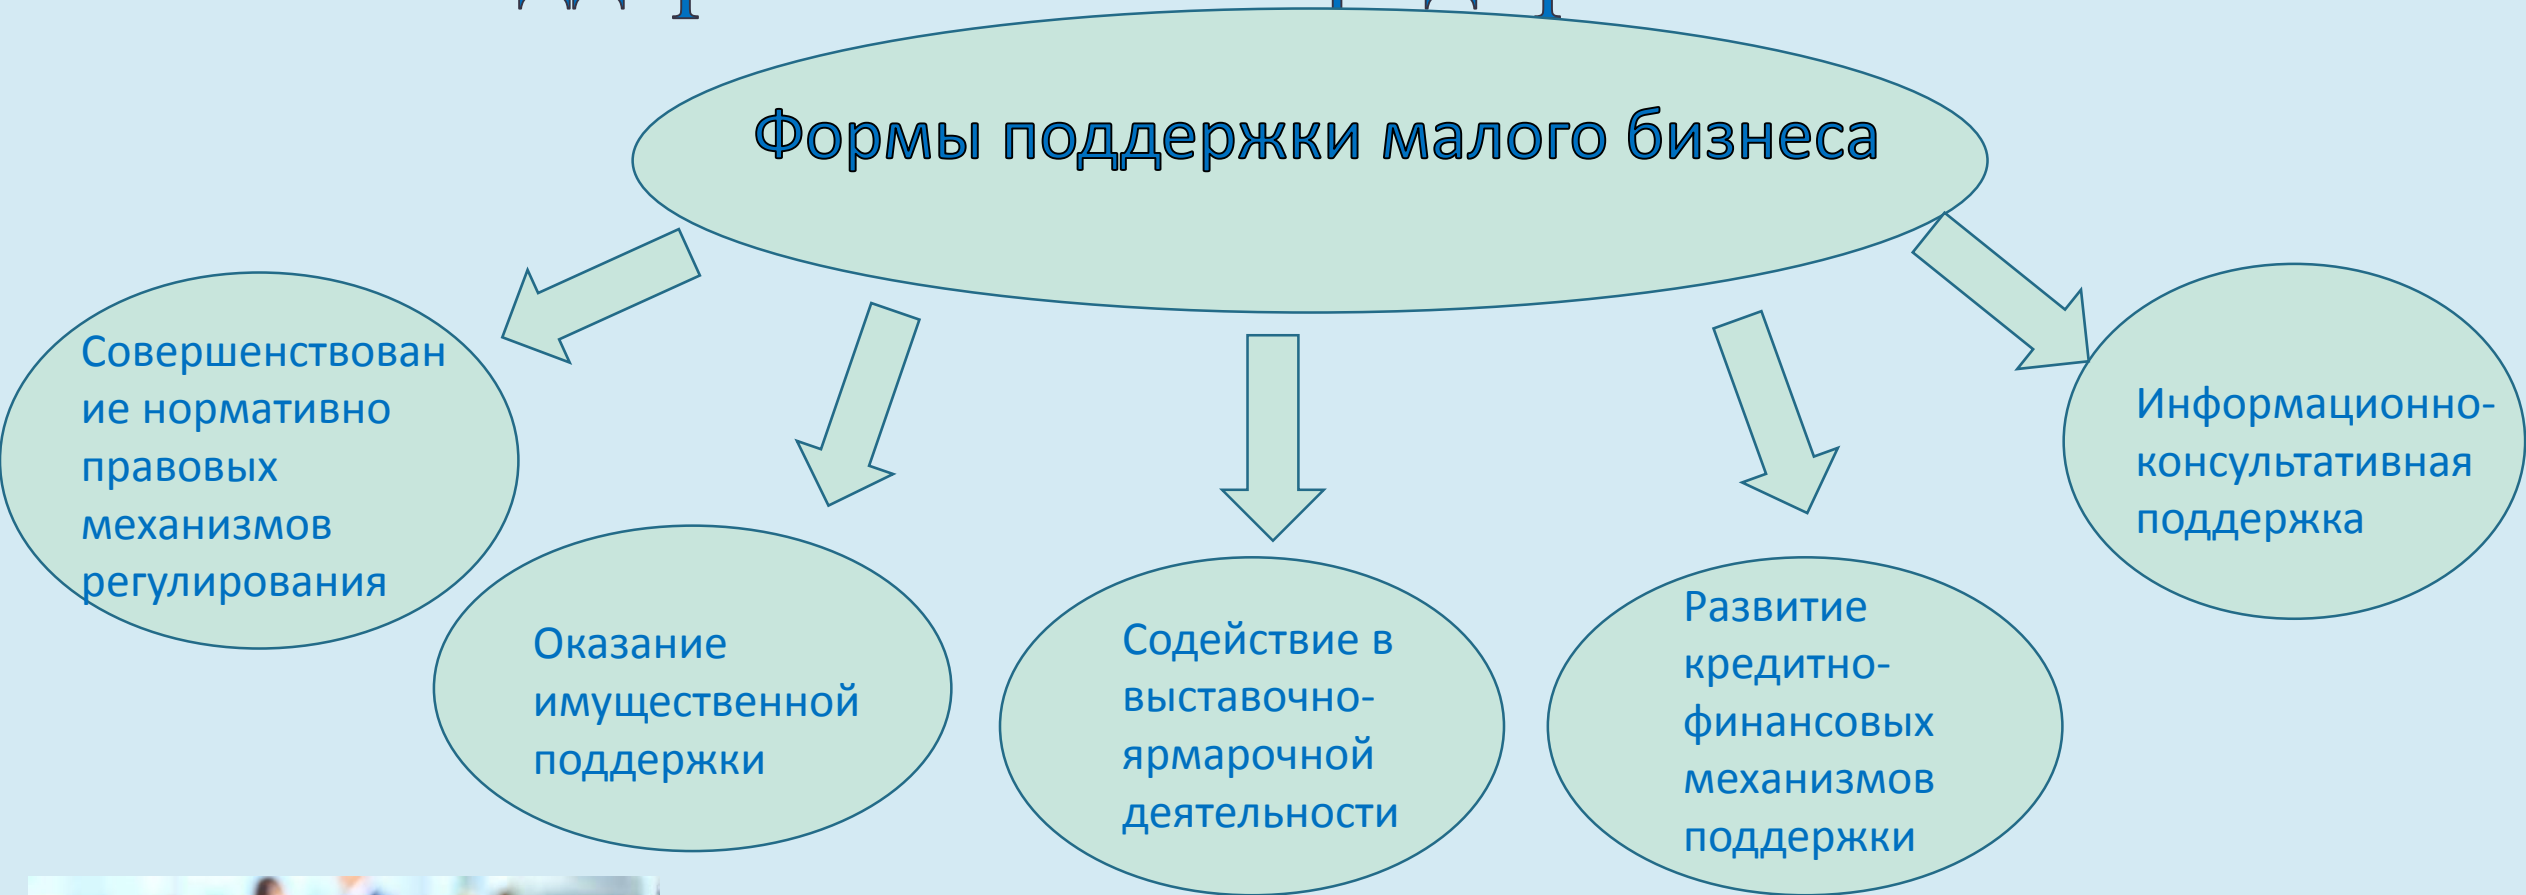 Формы поддержки малого бизнеса
Совершенствован
ие нормативно
правовых
механизмов
регулирования
Оказание
имущественной
поддержки
Содействие в
выставочно-
ярмарочной
деятельности
Развитие
кредитно-
финансовых
механизмов
поддержки
Информационно-
консультативная
поддержка